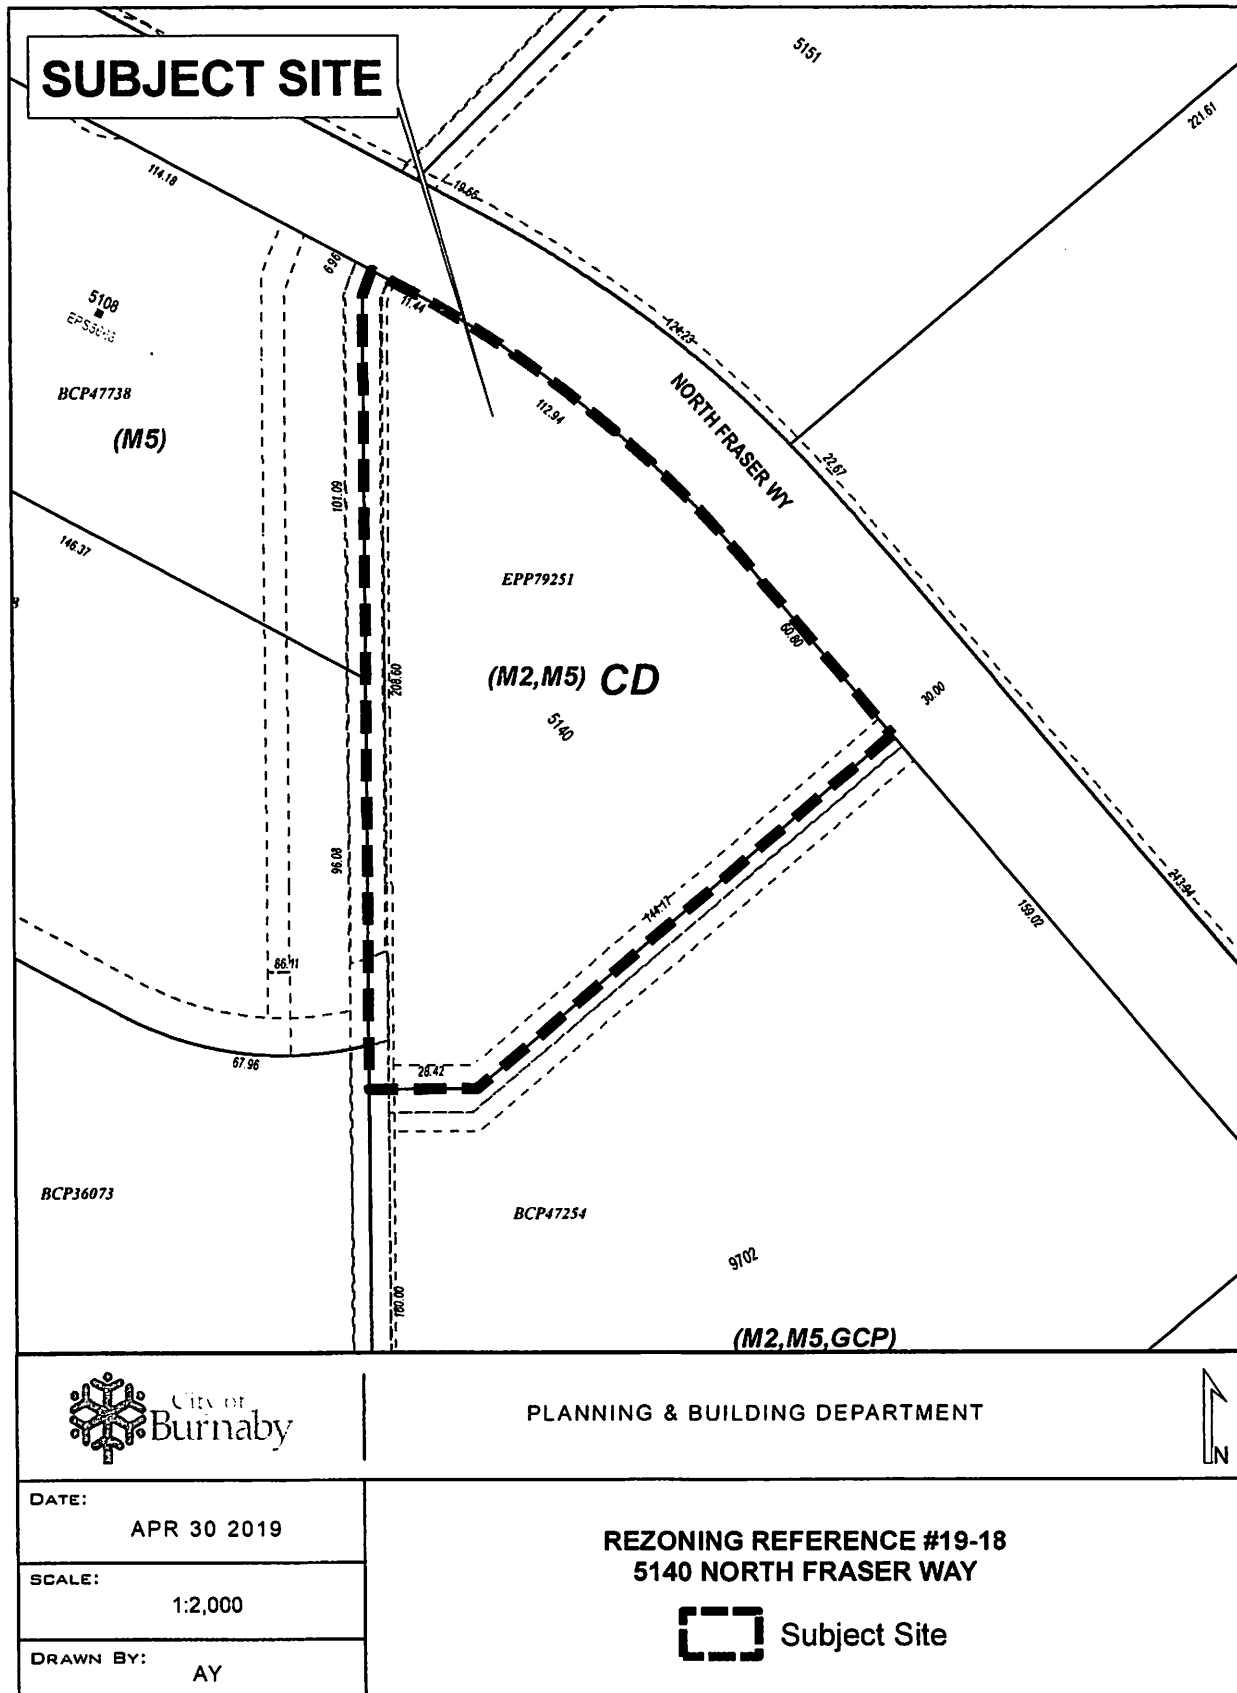 SUBJECT SITE
5151
221.61
114.18
19.66
6.96
11.44
5108
124.23
BCP47738
(M5)
112.94
NORTH FRASER WY
22.67
101.09
146.37
EPP79251
60.80
208.60
(M2,M5) CD
30.00
5140
96.08
144.17
243.94
159.02
86.11
67.96
28.42
BCP36073
BCP47254
9702
180.00
(M2,M5,GCP)
City of
Burnaby
PLANNING & BUILDING DEPARTMENT
N
DATE:
APR 30 2019
SCALE:
1:2,000
DRAWN BY:
AY
REZONING REFERENCE #19-18
5140 NORTH FRASER WAY
Subject Site